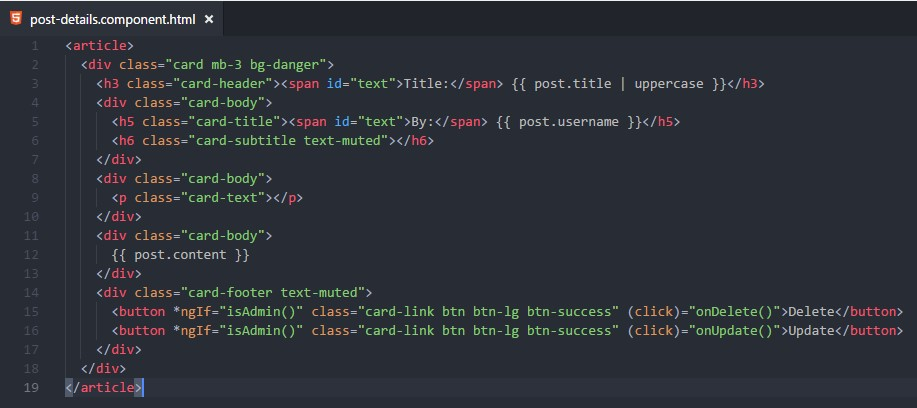 post-details.component.html ×
1 <article>
2 <div class="card mb-3 bg-danger">
3 <h3 class="card-header"><span id="text">Title:</span> {{ post.title | uppercase }}</h3>
4 <div class="card-body">
5 <h5 class="card-title"><span id="text">By:</span> {{ post.username }}</h5>
6 <h6 class="card-subtitle text-muted"></h6>
7 </div>
8 <div class="card-body">
9 <p class="card-text"></p>
10 </div>
11 <div class="card-body">
12 {{ post.content }}
13 </div>
14 <div class="card-footer text-muted">
15 <button *ngIf="isAdmin()" class="card-link btn btn-lg btn-success" (click)="onDelete()">Delete</button>
16 <button *ngIf="isAdmin()" class="card-link btn btn-lg btn-success" (click)="onUpdate()">Update</button>
17 </div>
18 </div>
19 </article>